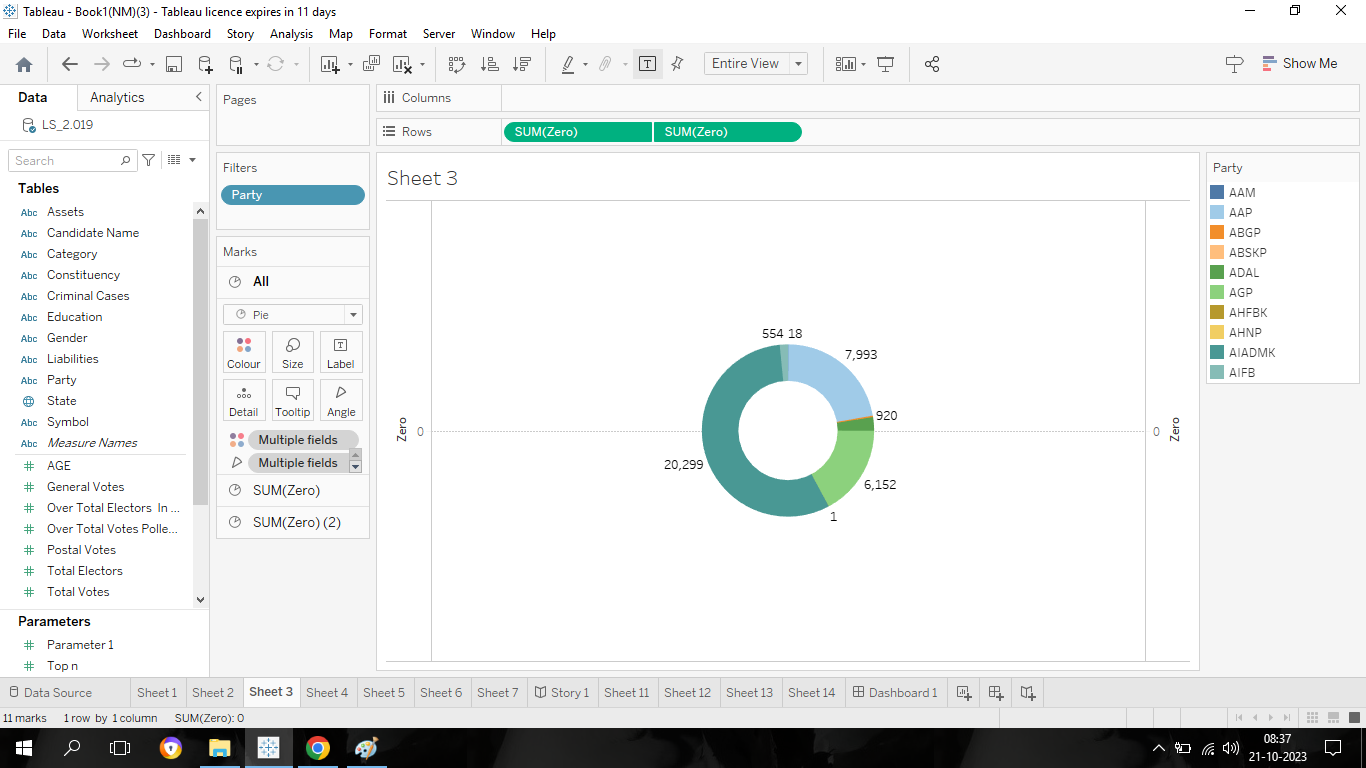 Tableau - Book1(NM)(3) - Tableau licence expires in 11 days
File Data Worksheet Dashboard Story Analysis Map Format Server Window Help
Entire View
Show Me
Data Analytics
LS_2.019
Search
Tables
Abc Assets
Abc Candidate Name
Abc Category
Abc Constituency
Abc Criminal Cases
Abc Education
Abc Gender
Abc Liabilities
Abc Party
State
Abc Symbol
Abc Measure Names
# AGE
# General Votes
# Over Total Electors In ...
# Over Total Votes Polle...
# Postal Votes
# Total Electors
# Total Votes
Parameters
# Parameter 1
# Top n
Pages
Filters
Party
Marks
All
Pie
Colour Size Label
Detail Tooltip Angle
Multiple fields
Multiple fields
SUM(Zero)
SUM(Zero) (2)
Columns
Rows SUM(Zero) SUM(Zero)
Sheet 3
Zero
0
554 18
7,993
920
6,152
1
20,299
0
Zero
Party
AAM
AAP
ABGP
ABSKP
ADAL
AGP
AHFBK
AHNP
AIADMK
AIFB
Data Source Sheet 1 Sheet 2 Sheet 3 Sheet 4 Sheet 5 Sheet 6 Sheet 7 Story 1 Sheet 11 Sheet 12 Sheet 13 Sheet 14 Dashboard 1
11 marks 1 row by 1 column SUM(Zero): 0
08:37
21-10-2023